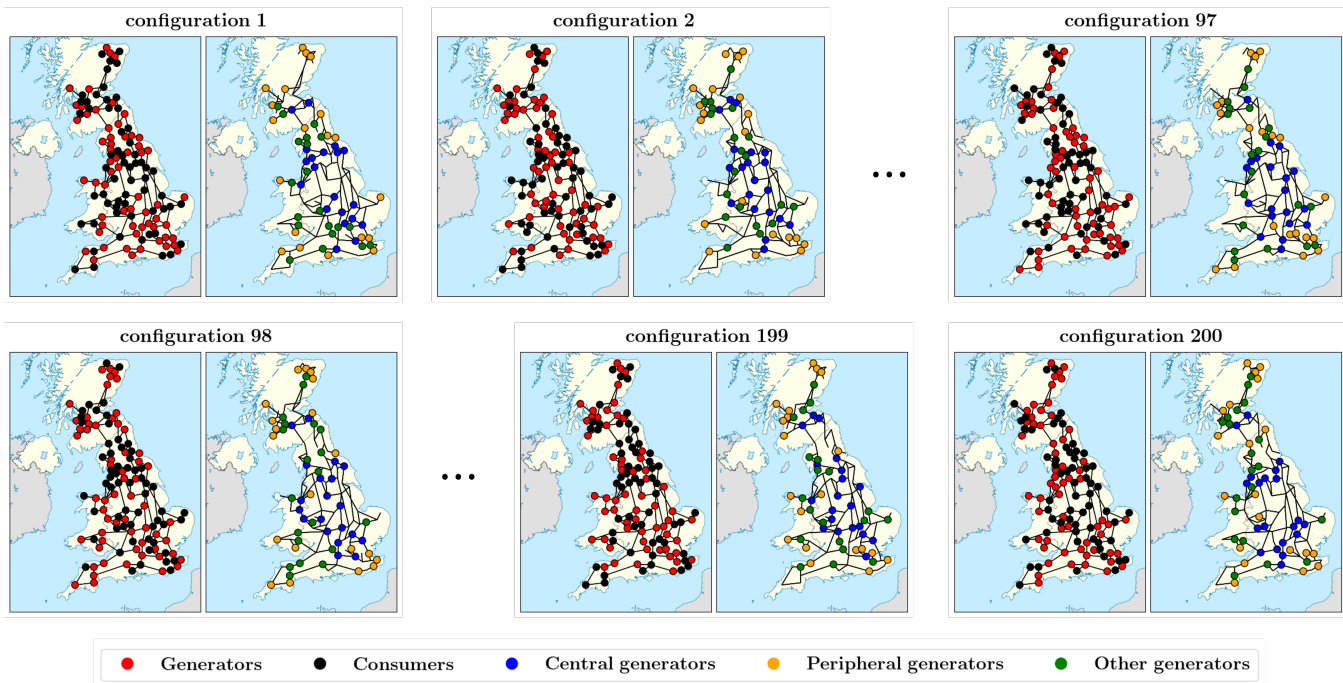 configuration 1
configuration 2
...
configuration 97
configuration 98
...
configuration 199
configuration 200
Generators
Consumers
Central generators
Peripheral generators
Other generators